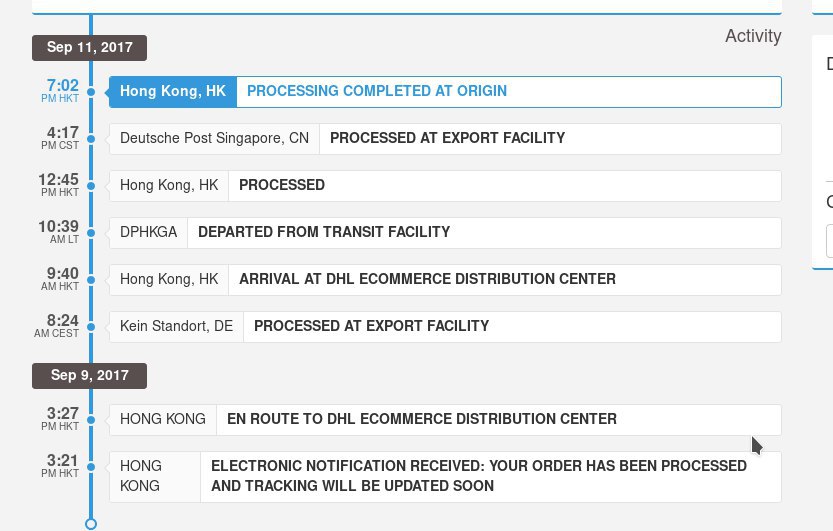 Activity
Sep 11, 2017
7:02
PM HKT
Hong Kong, HK PROCESSING COMPLETED AT ORIGIN
4:17
PM CST
Deutsche Post Singapore, CN PROCESSED AT EXPORT FACILITY
12:45
PM HKT
Hong Kong, HK PROCESSED
10:39
AM LT
DPHKGA DEPARTED FROM TRANSIT FACILITY
9:40
AM HKT
Hong Kong, HK ARRIVAL AT DHL ECOMMERCE DISTRIBUTION CENTER
8:24
AM CEST
Kein Standort, DE PROCESSED AT EXPORT FACILITY
Sep 9, 2017
3:27
PM HKT
HONG KONG EN ROUTE TO DHL ECOMMERCE DISTRIBUTION CENTER
3:21
PM HKT
HONG
KONG
ELECTRONIC NOTIFICATION RECEIVED: YOUR ORDER HAS BEEN PROCESSED
AND TRACKING WILL BE UPDATED SOON